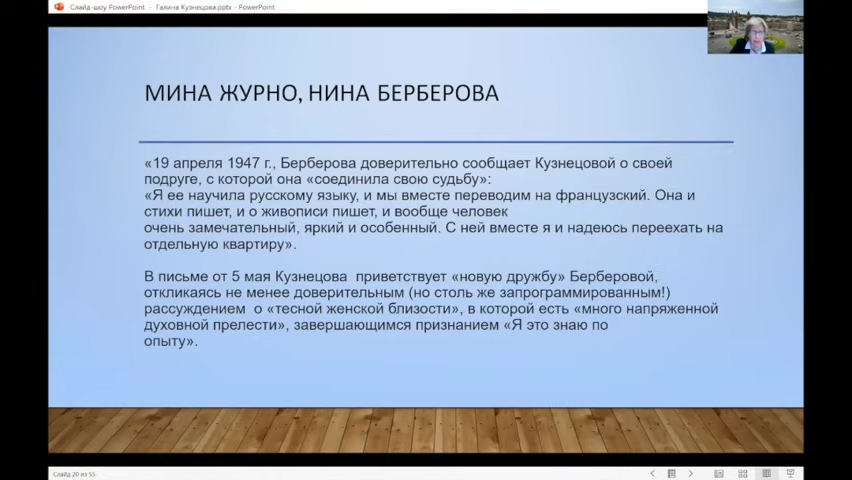 Слайд-шоу PowerPoint - Галина Кузнецова.pptx - PowerPoint
МИНА ЖУРНО, НИНА БЕРБЕРОВА
«19 апреля 1947 г., Берберова доверительно сообщает Кузнецовой о своей
подруге, с которой она «соединила свою судьбу»:
«Я ее научила русскому языку, и мы вместе переводим на французский. Она и
стихи пишет, и о живописи пишет, и вообще человек
очень замечательный, яркий и особенный. С ней вместе я и надеюсь переехать на
отдельную квартиру».
В письме от 5 мая Кузнецова приветствует «новую дружбу» Берберовой,
откликаясь не менее доверительным (но столь же запрограммированным!)
рассуждением о «тесной женской близости», в которой есть «много напряженной
духовной прелести», завершающимся признанием «Я это знаю по
опыту».
Слайд 20 из 55